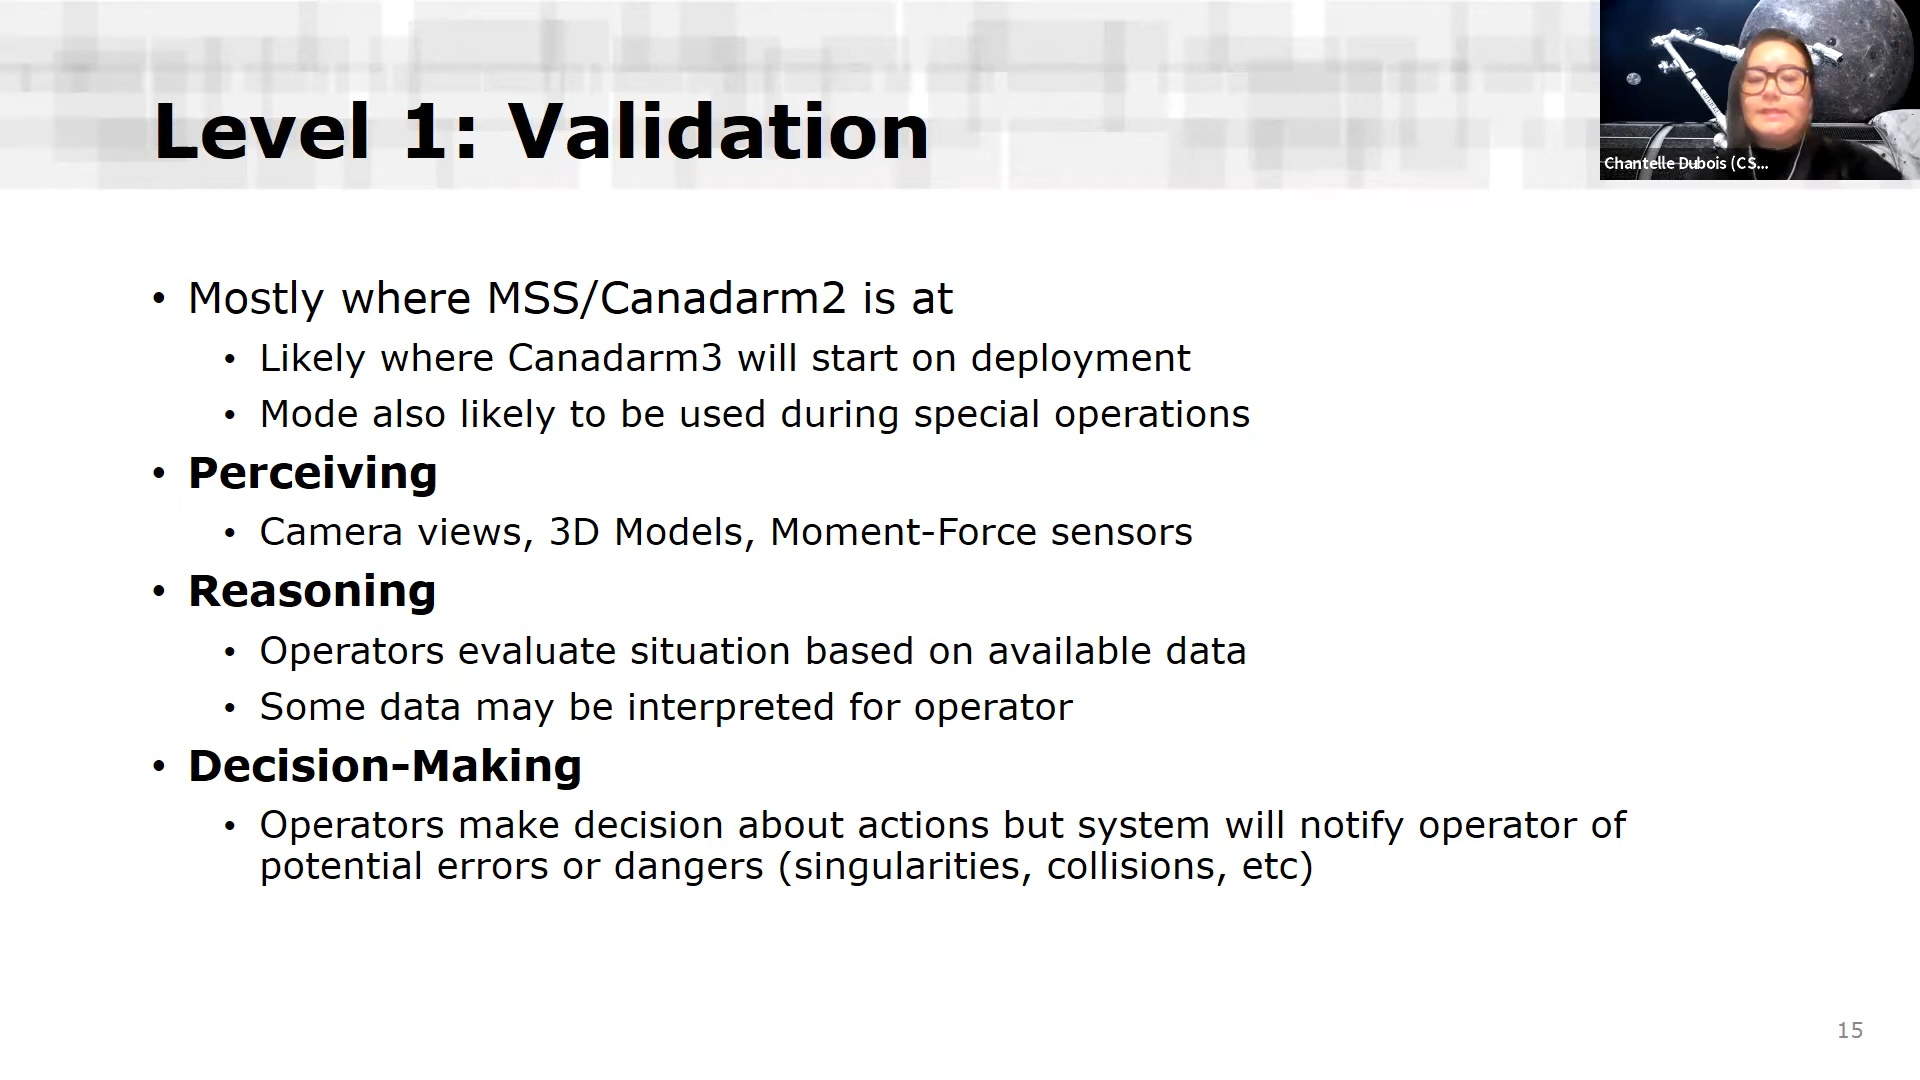 Level 1: Validation
Chantelle Dubois (CS...
• Mostly where MSS/Canadarm2 is at
• Likely where Canadarm3 will start on deployment
• Mode also likely to be used during special operations
• Perceiving
• Camera views, 3D Models, Moment-Force sensors
• Reasoning
• Operators evaluate situation based on available data
• Some data may be interpreted for operator
• Decision-Making
• Operators make decision about actions but system will notify operator of
potential errors or dangers (singularities, collisions, etc)
15